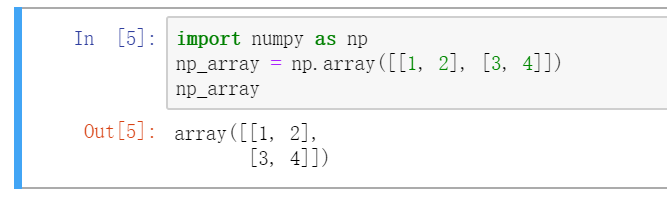 In [5]: import numpy as np
np_array = np.array([[1, 2], [3, 4]])
np_array
Out[5]: array([[1, 2],
       [3, 4]])